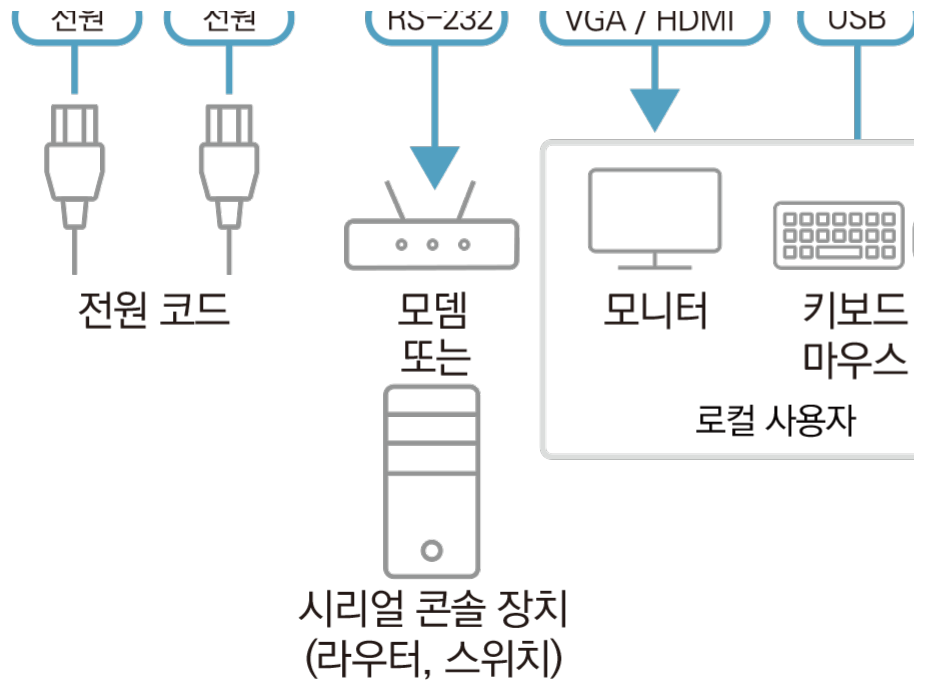 전원
전원
RS-232
VGA / HDMI
USB
전원 코드
모뎀
또는
모니터
키보드
마우스
로컬 사용자
시리얼 콘솔 장치
(라우터, 스위치)